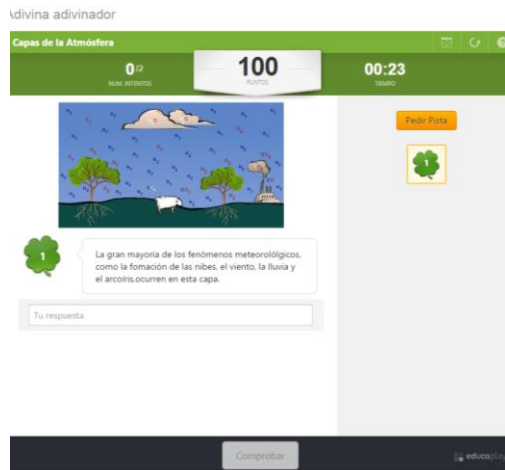 Adivina adivinador
Capas de la Atmósfera
0/2
NUM. INTENTOS
100
PUNTOS
00:23
TIEMPO
Pedir Pista
1
1
La gran mayoría de los fenómenos meteorolólgicos,
como la fomación de las nibes, el viento, la lluvia y
el arcoíris,ocurren en esta capa.
Tu respuesta
Comprobar